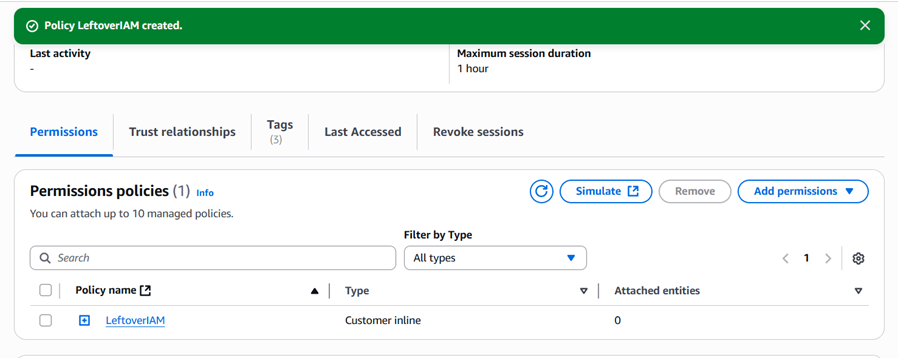 Policy LeftoverIAM created.
Last activity
-
Maximum session duration
1 hour
Permissions
Trust relationships
Tags
(3)
Last Accessed
Revoke sessions
Permissions policies (1) Info
Simulate
Remove
Add permissions
You can attach up to 10 managed policies.
Filter by Type
Search
All types
1
Policy name
Type
Attached entities
LeftoverIAM
Customer inline
0